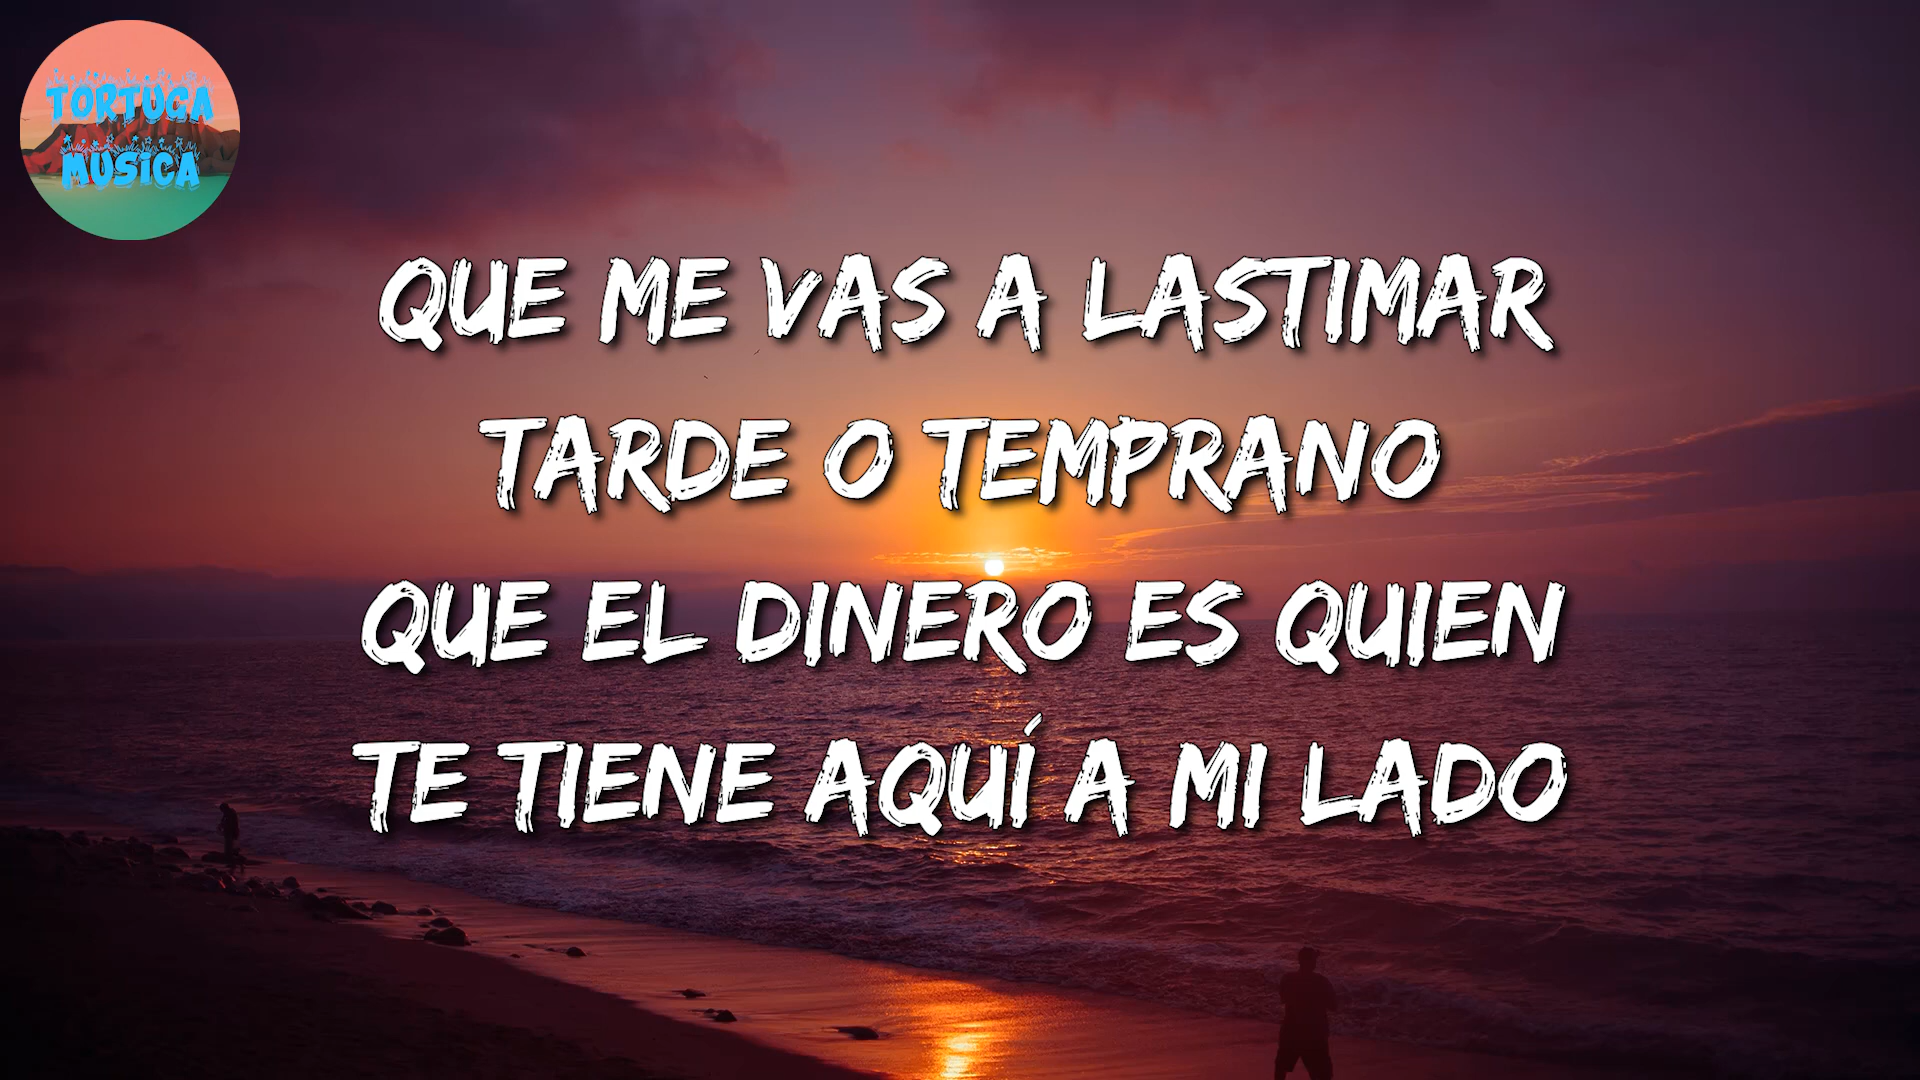 TORTUGA
MUSICA
QUE ME VAS A LASTIMAR
TARDE O TEMPRANO
QUE EL DINERO ES QUIEN
TE TIENE AQUÍ A MI LADO